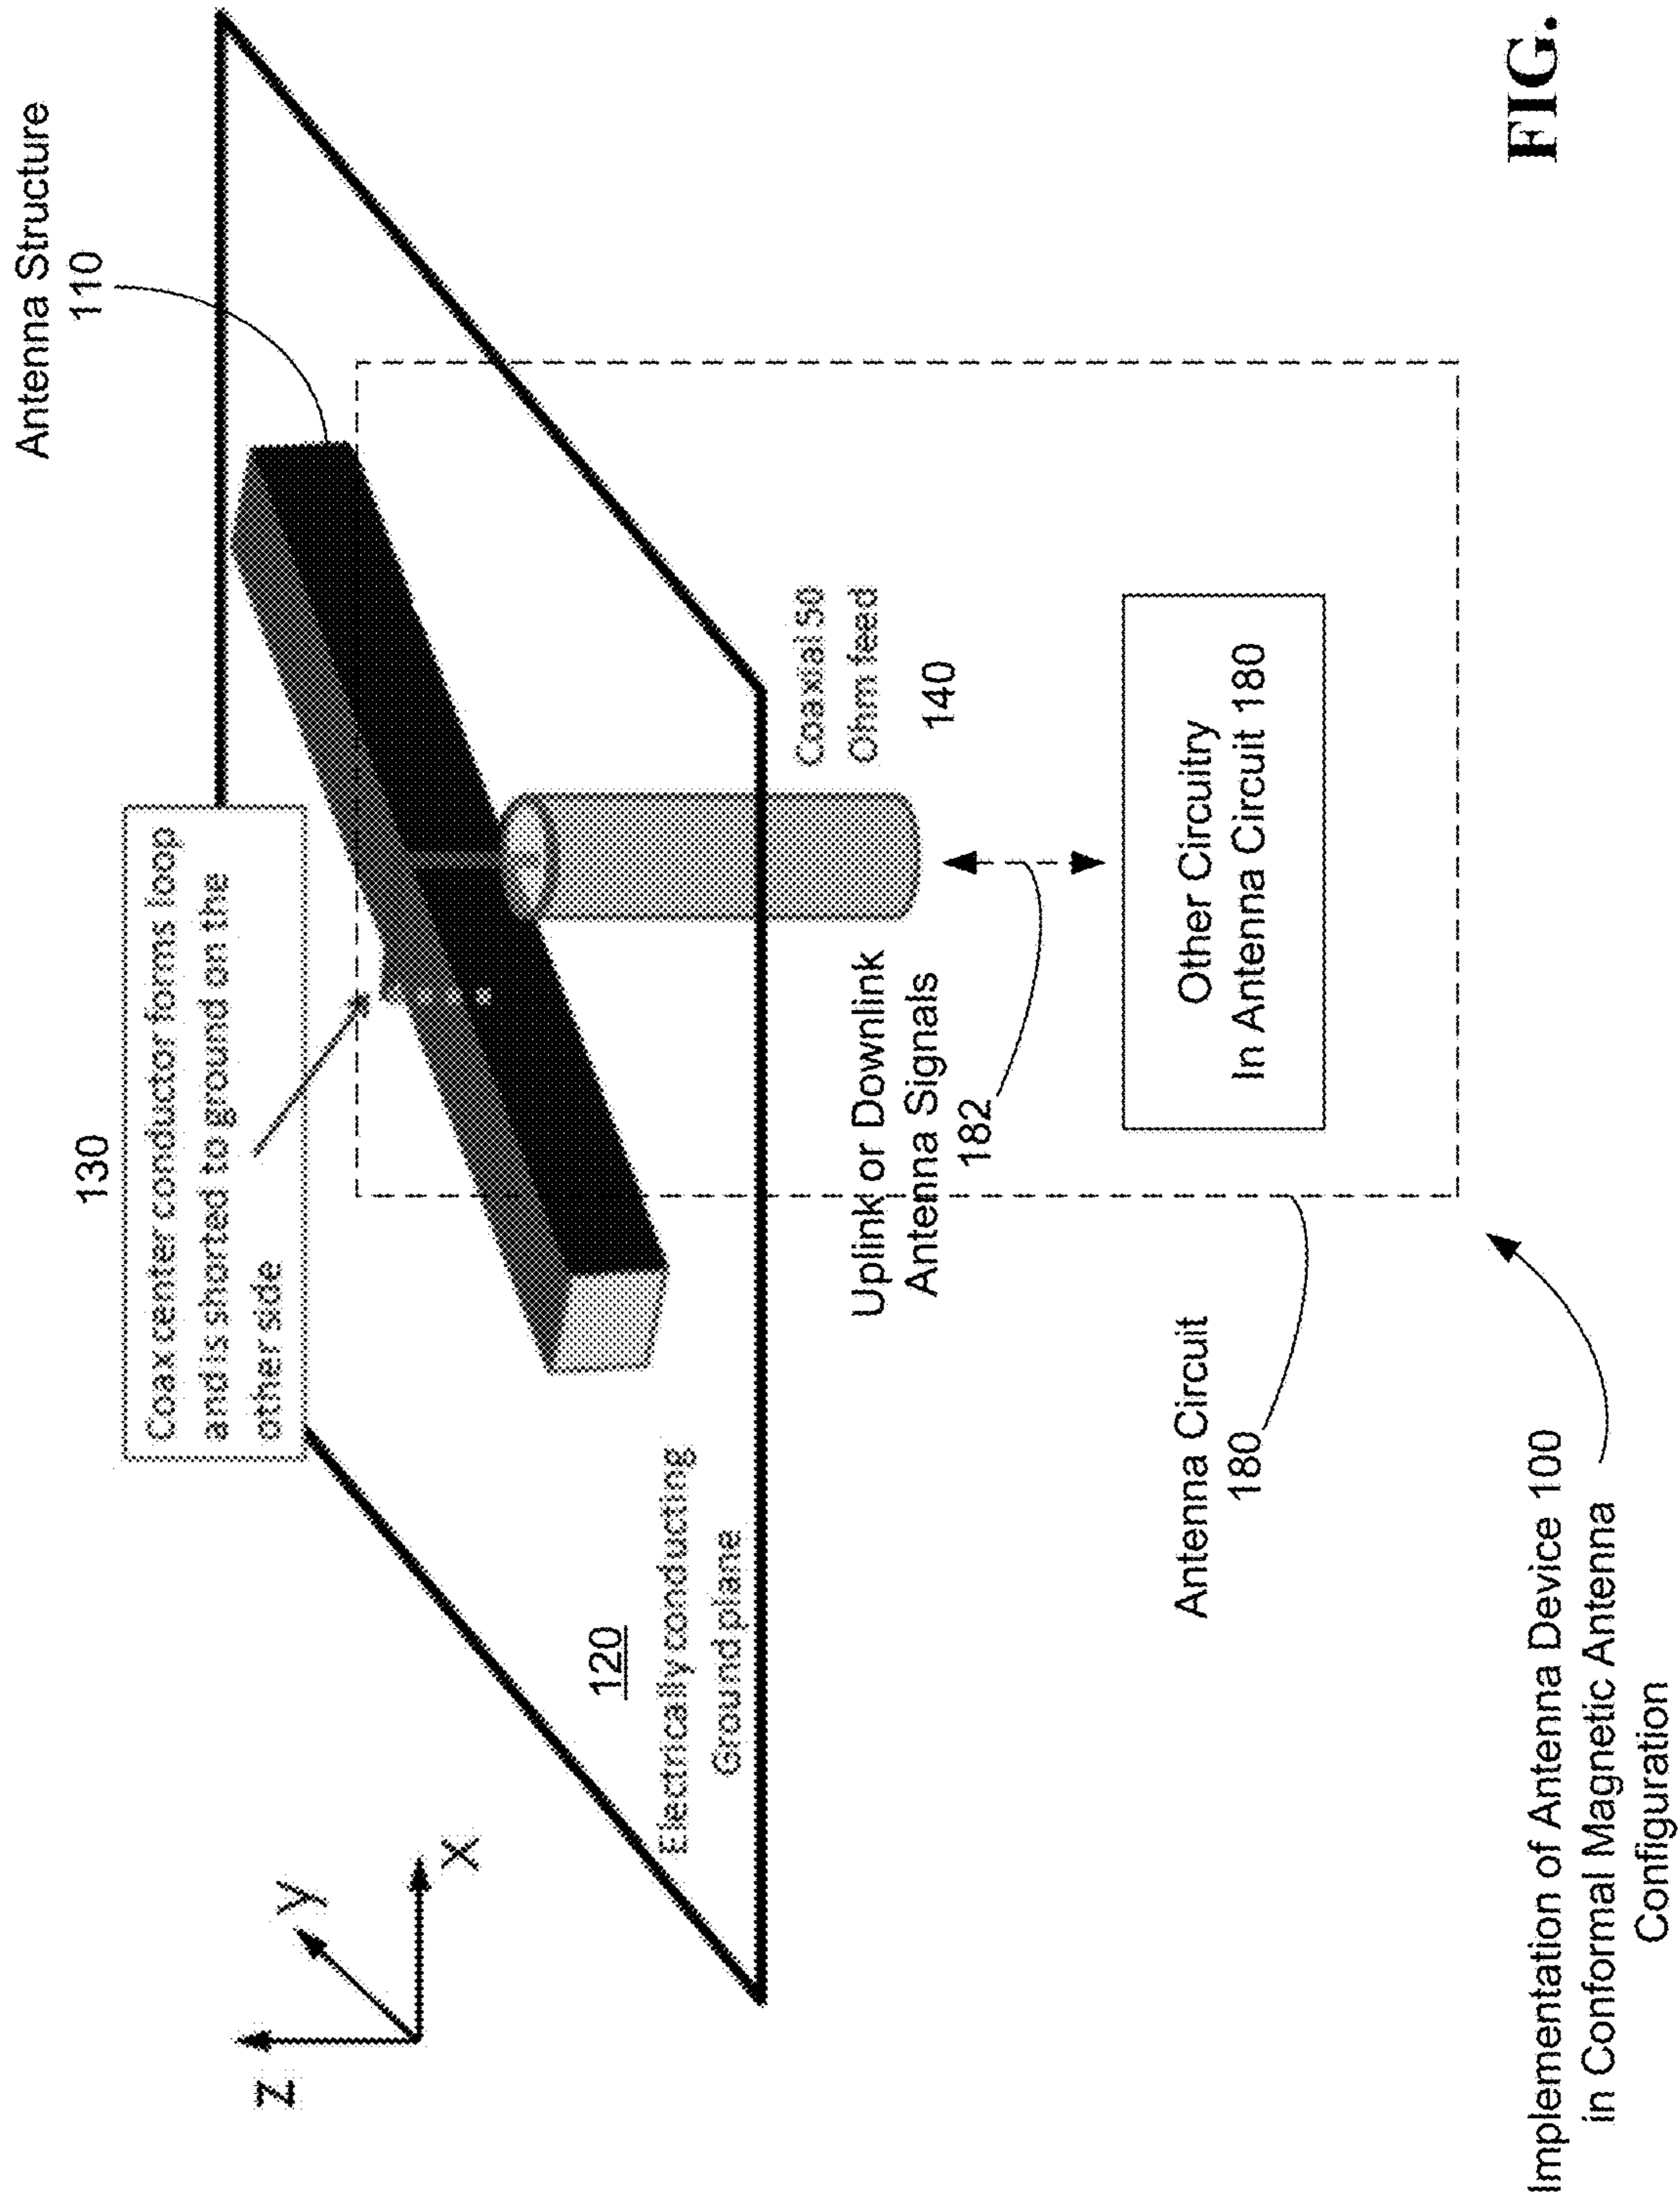 Antenna Structure
110
130
Coax center conductor forms loop
and is shorted to ground on the
other side
z
y
x
120
Electrically conducting
Ground plane
Coaxial 50
Ohm feed
140
Uplink or Downlink
Antenna Signals
182
Other Circuitry
In Antenna Circuit 180
Antenna Circuit
180
Implementation of Antenna Device 100
in Conformal Magnetic Antenna
Configuration
FIG.